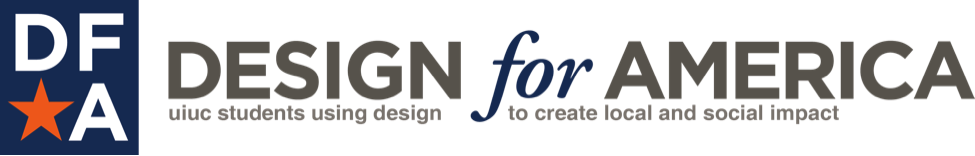 DF
A
DESIGN for AMERICA
uiuc students using design to create local and social impact